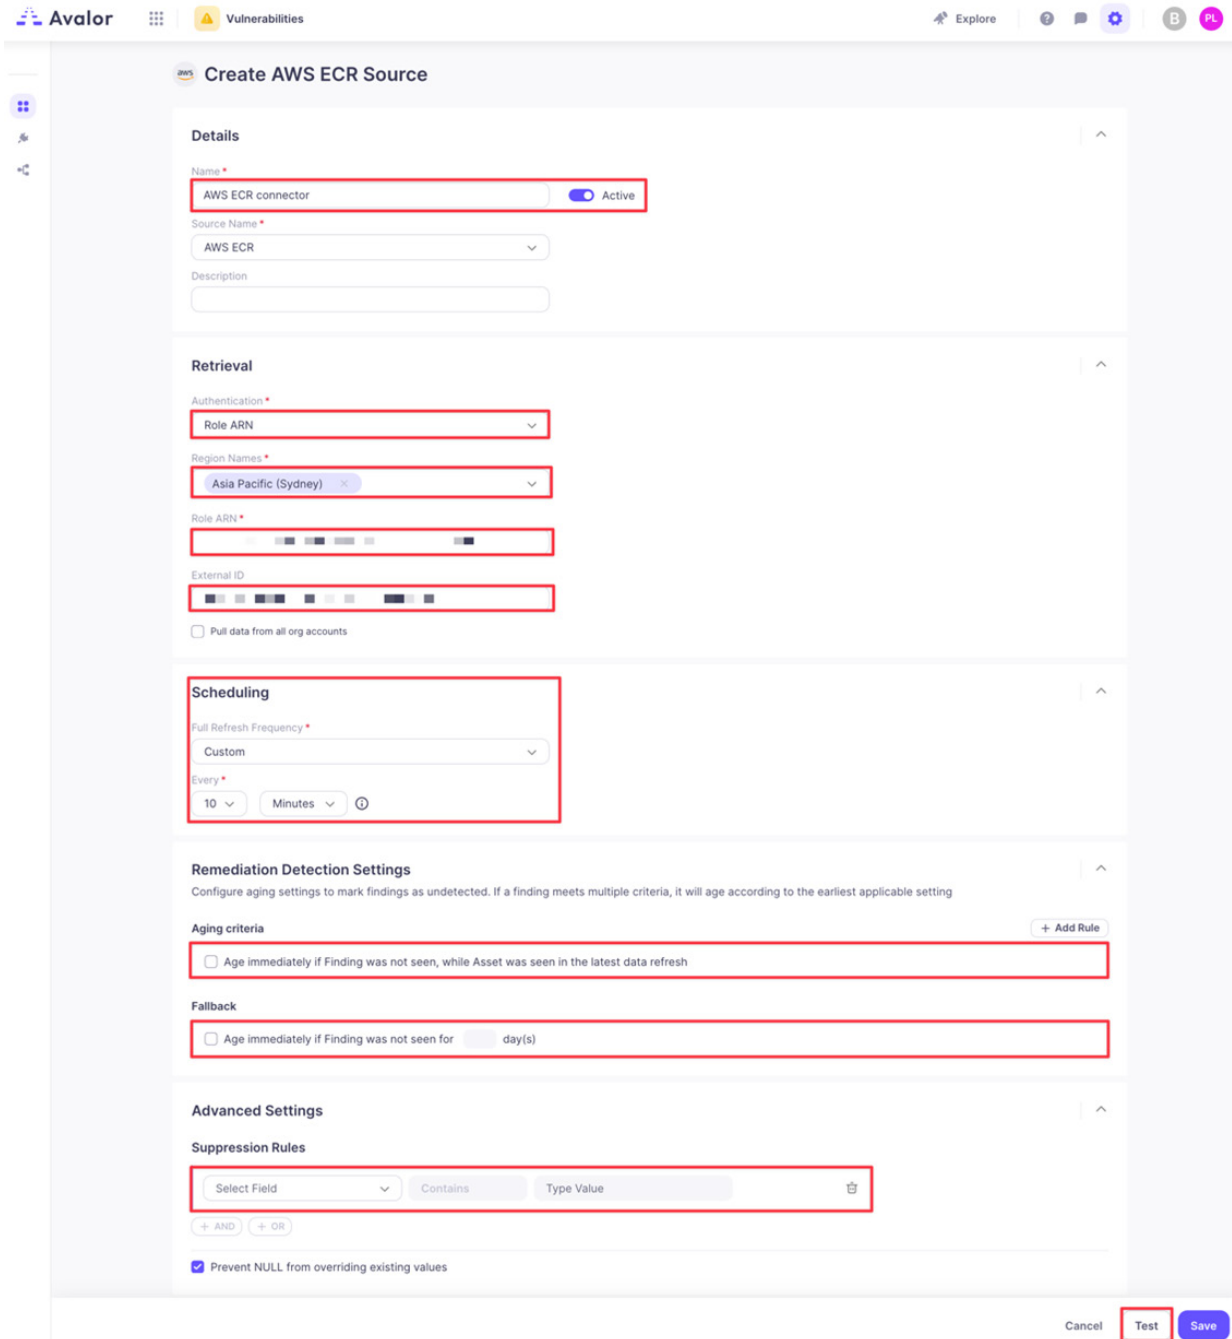 Avalor
Vulnerabilities
Explore
B
PL
aws
Create AWS ECR Source
Details
Name *
AWS ECR connector
Active
Source Name *
AWS ECR
Description
Retrieval
Authentication *
Role ARN
Region Names *
Asia Pacific (Sydney) ×
Role ARN *
External ID
Pull data from all org accounts
Scheduling
Full Refresh Frequency *
Custom
Every *
10 Minutes
Remediation Detection Settings
Configure aging settings to mark findings as undetected. If a finding meets multiple criteria, it will age according to the earliest applicable setting
Aging criteria
+ Add Rule
Age immediately if Finding was not seen, while Asset was seen in the latest data refresh
Fallback
Age immediately if Finding was not seen for day(s)
Advanced Settings
Suppression Rules
Select Field Contains Type Value
+ AND + OR
Prevent NULL from overriding existing values
Cancel Test Save